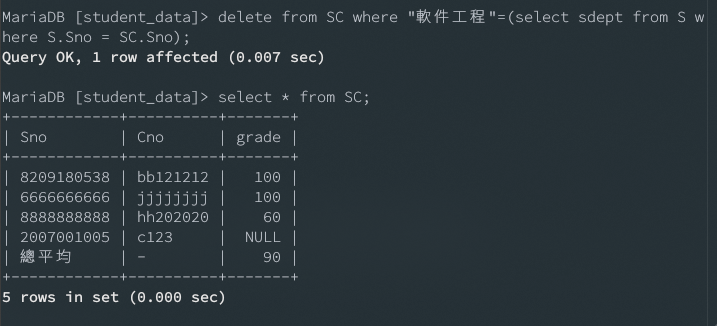 MariaDB [student_data]> delete from SC where "軟件工程"=(select sdept from S w
here S.Sno = SC.Sno);
Query OK, 1 row affected (0.007 sec)
MariaDB [student_data]> select * from SC;
+------------+----------+-------+
| Sno        | Cno      | grade |
+------------+----------+-------+
| 8209180538 | bb121212 |   100 |
| 6666666666 | jjjjjjjj |   100 |
| 8888888888 | hh202020 |    60 |
| 2007001005 | c123     |  NULL |
| 總平均     | -        |    90 |
+------------+----------+-------+
5 rows in set (0.000 sec)